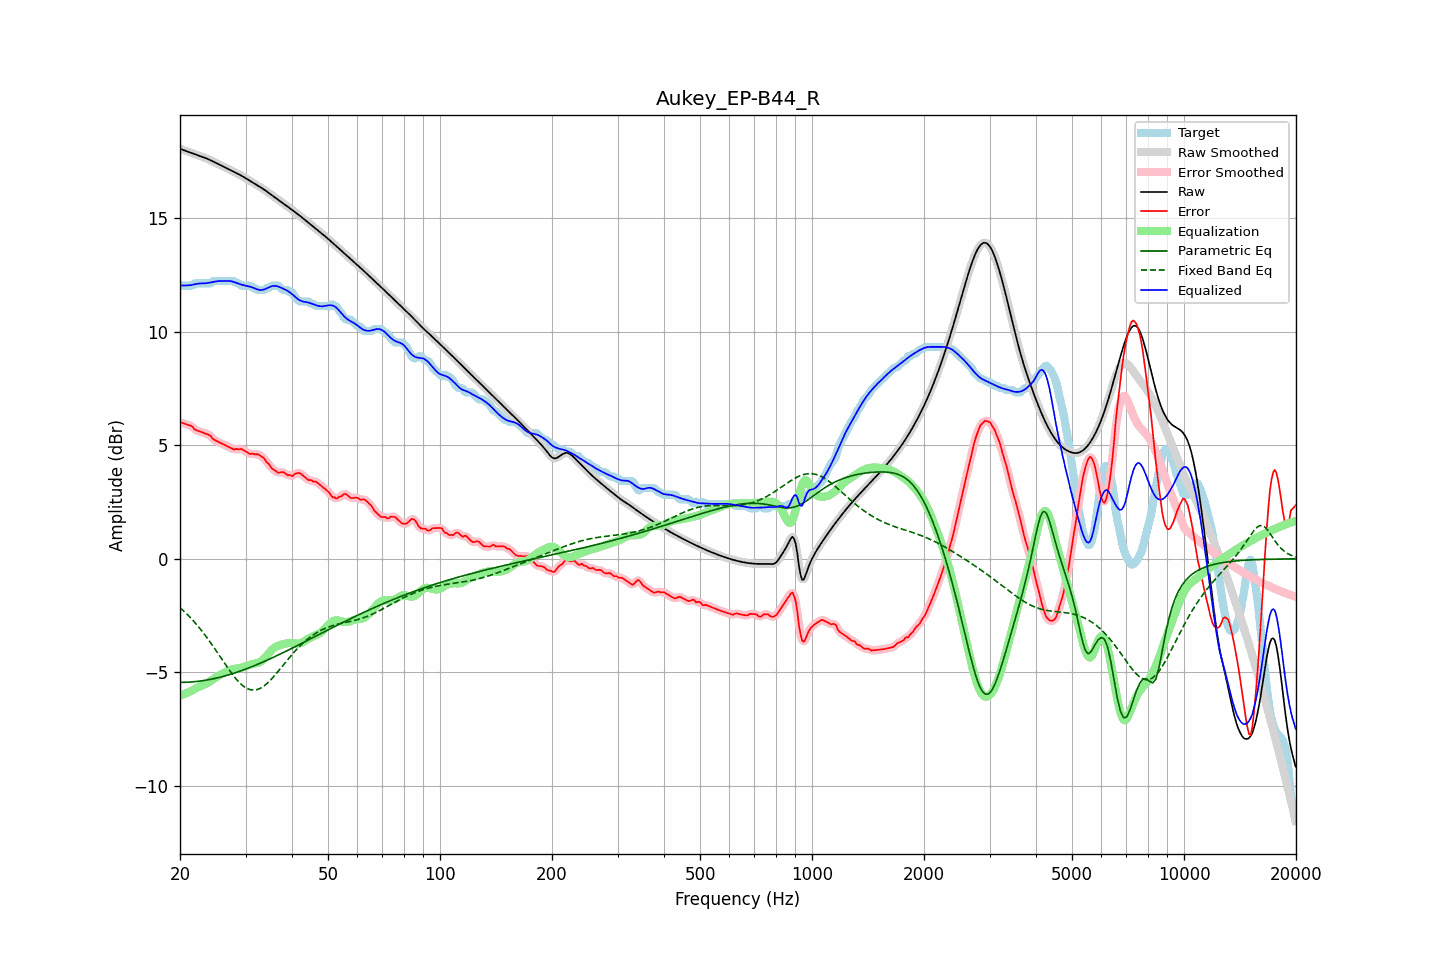 Aukey_EP-B44_R
Target
Raw Smoothed
Error Smoothed
Raw
Error
Equalization
Parametric Eq
Fixed Band Eq
Equalized
Amplitude (dBr)
15
10
5
0
−5
−10
20 50 100 200 500 1000 2000 5000 10000 20000
Frequency (Hz)